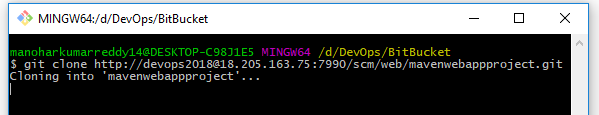 MINGW64:/d/DevOps/BitBucket
manoharkumarreddy14@DESKTOP-C98J1E5 MINGW64 /d/DevOps/BitBucket
$ git clone http://devops2018@18.205.163.75:7990/scm/web/mavenwebappproject.git
Cloning into 'mavenwebappproject'...